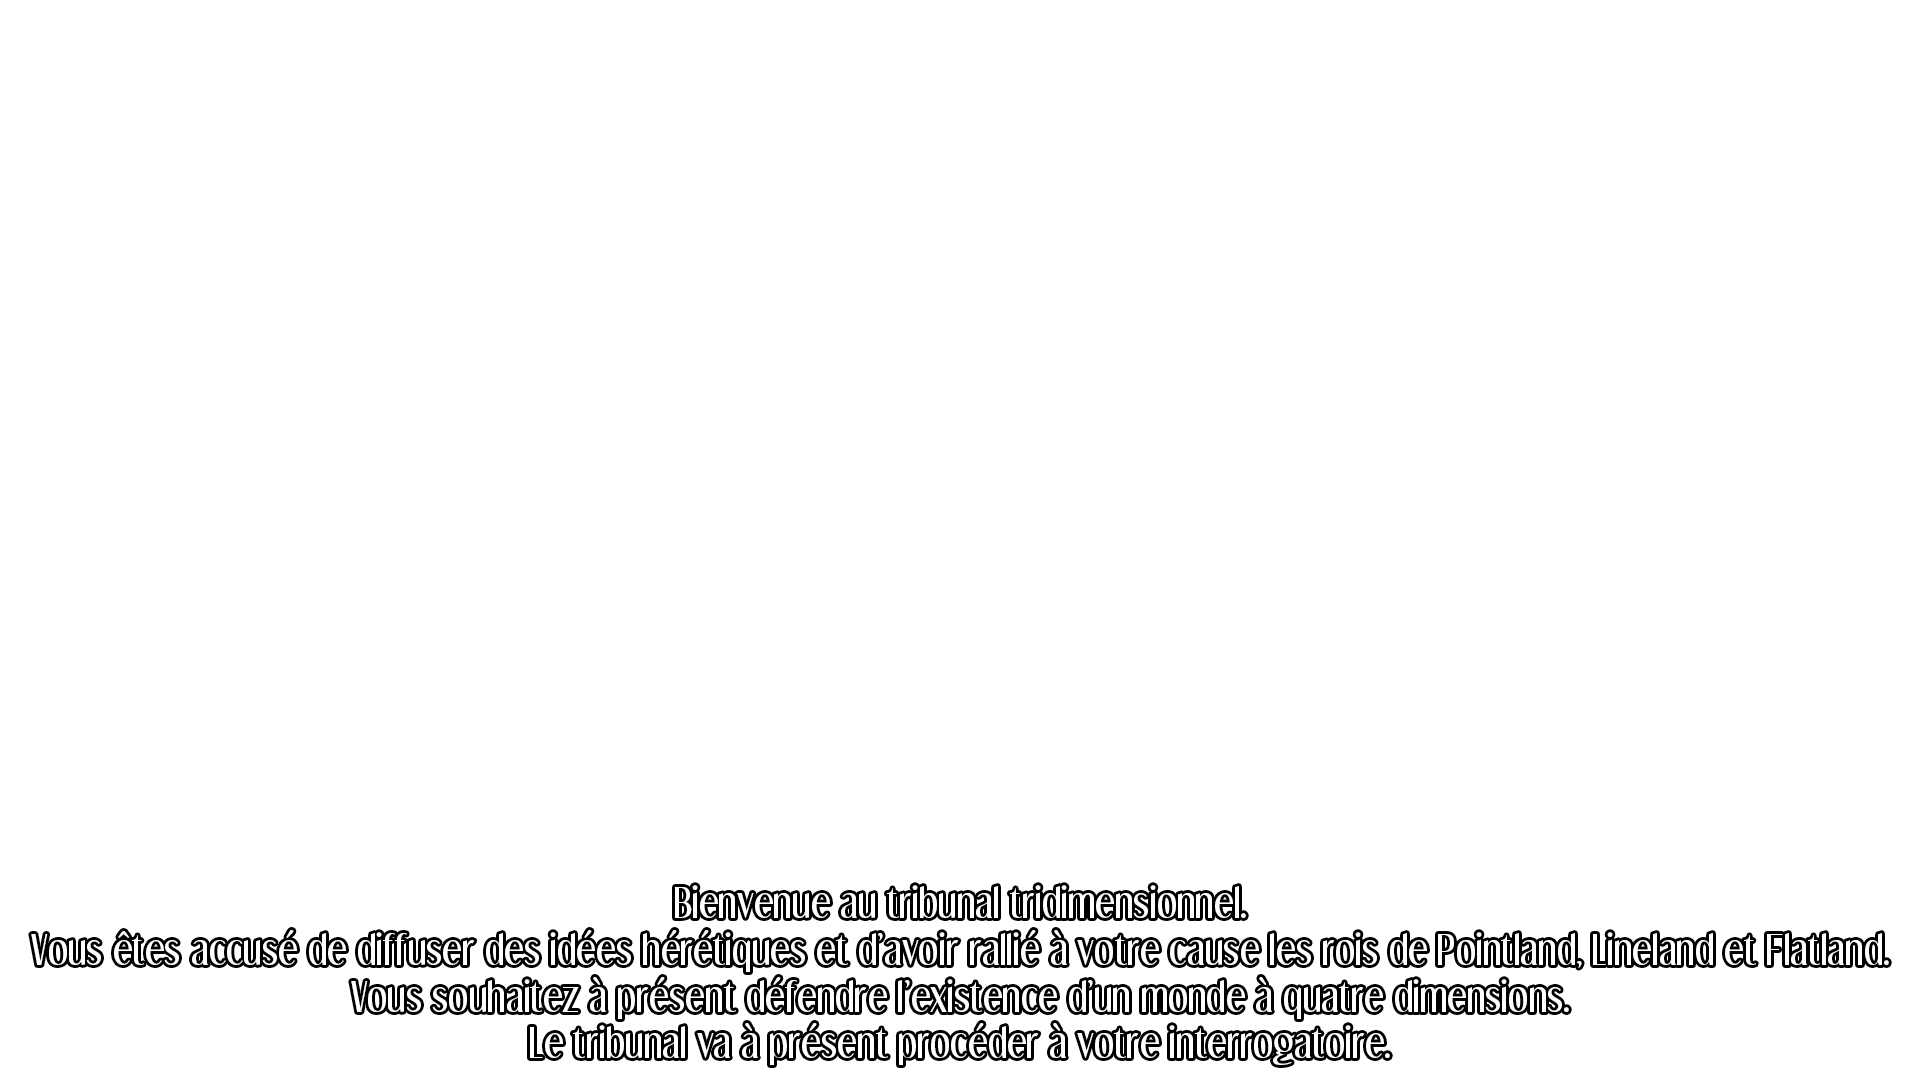 Bienvenue au tribunal tridimensionnel.
Vous êtes accusé de diffuser des idées hérétiques et d'avoir rallié à votre cause les rois de Pointland, Lineland et Flatland.
Vous souhaitez à présent défendre l'existence d'un monde à quatre dimensions.
Le tribunal va à présent procéder à votre interrogatoire.